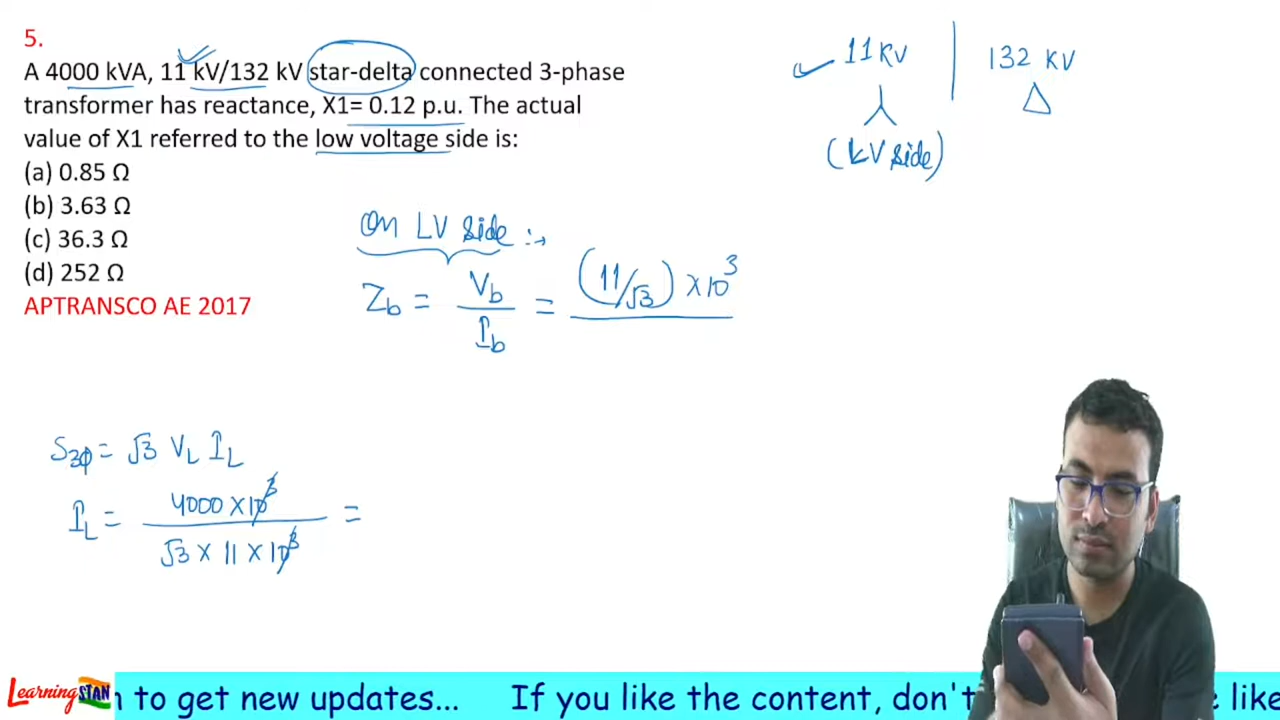 5.
A 4000 kVA, 11 kV/132 kV star-delta connected 3-phase
transformer has reactance, X1= 0.12 p.u. The actual
value of X1 referred to the low voltage side is:
(a) 0.85 Ω
(b) 3.63 Ω
(c) 36.3 Ω
(d) 252 Ω
APTRANSCO AE 2017
11 KV | 132 KV
Δ
(LV side)
On LV side :→
Zb = Vb / Ib = (11/√3) × 10³
S3φ = √3 VL IL
IL = 4000 × 10³ / √3 × 11 × 10³ =
LearningSTAN
to get new updates... If you like the content, don't like